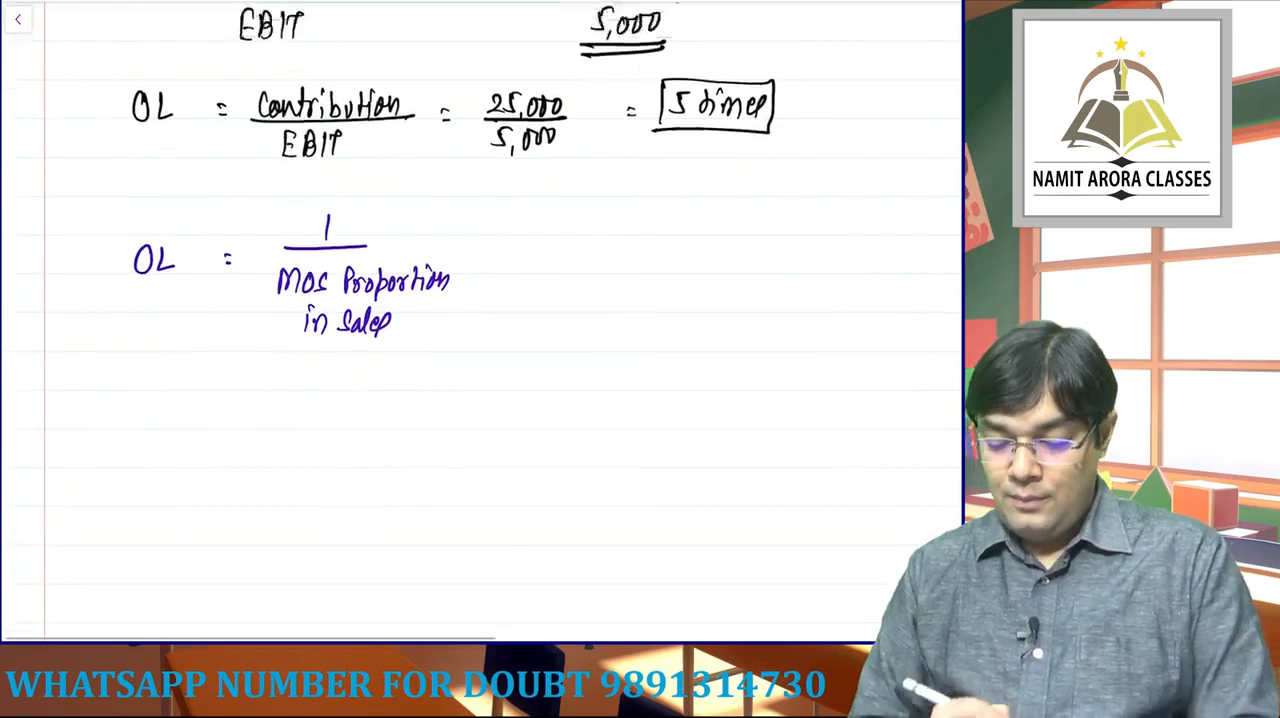 EBIT 5,000
OL = Contribution / EBIT = 25,000 / 5,000 = 5 times
OL = 1 / MOS Proportion in Sales
NAMIT ARORA CLASSES
WHATSAPP NUMBER FOR DOUBT 9891314730